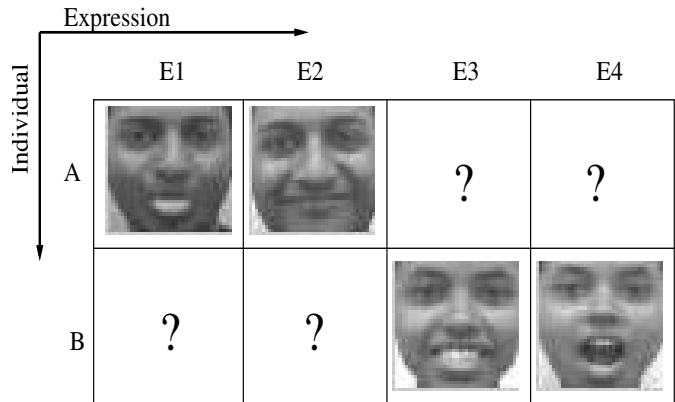 Expression
Individual
E1 E2 E3 E4
A ? ?
B ? ?